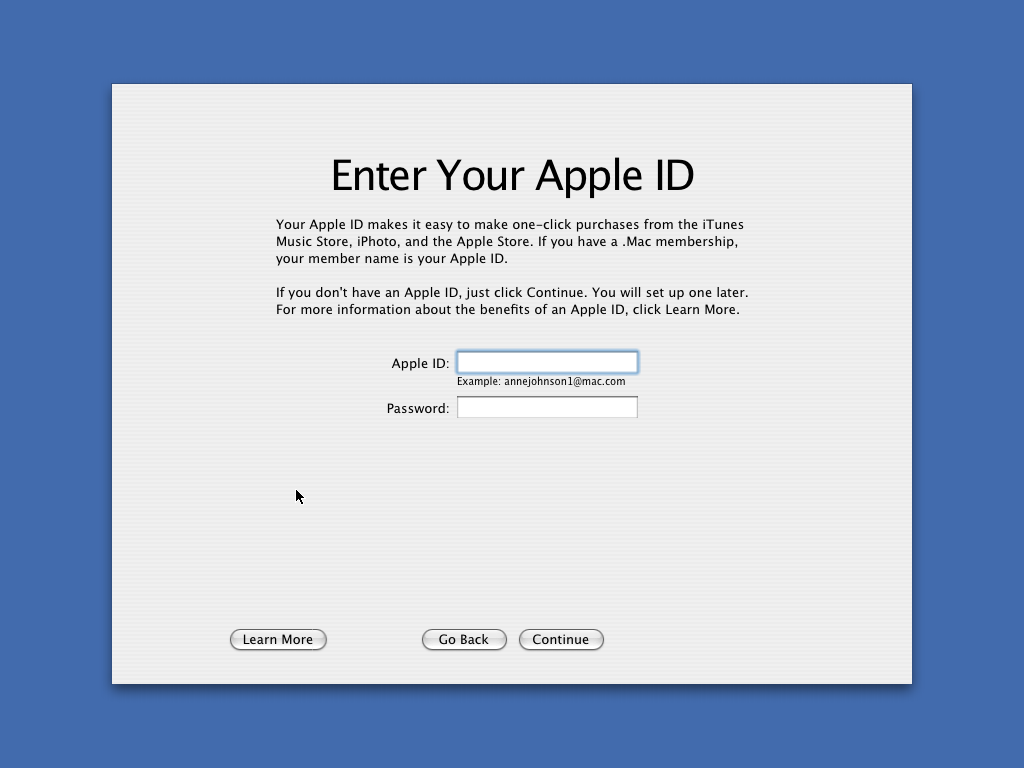 Enter Your Apple ID
Your Apple ID makes it easy to make one-click purchases from the iTunes
Music Store, iPhoto, and the Apple Store. If you have a .Mac membership,
your member name is your Apple ID.
If you don't have an Apple ID, just click Continue. You will set up one later.
For more information about the benefits of an Apple ID, click Learn More.
Apple ID:
Example: annejohnson1@mac.com
Password:
Learn More Go Back Continue